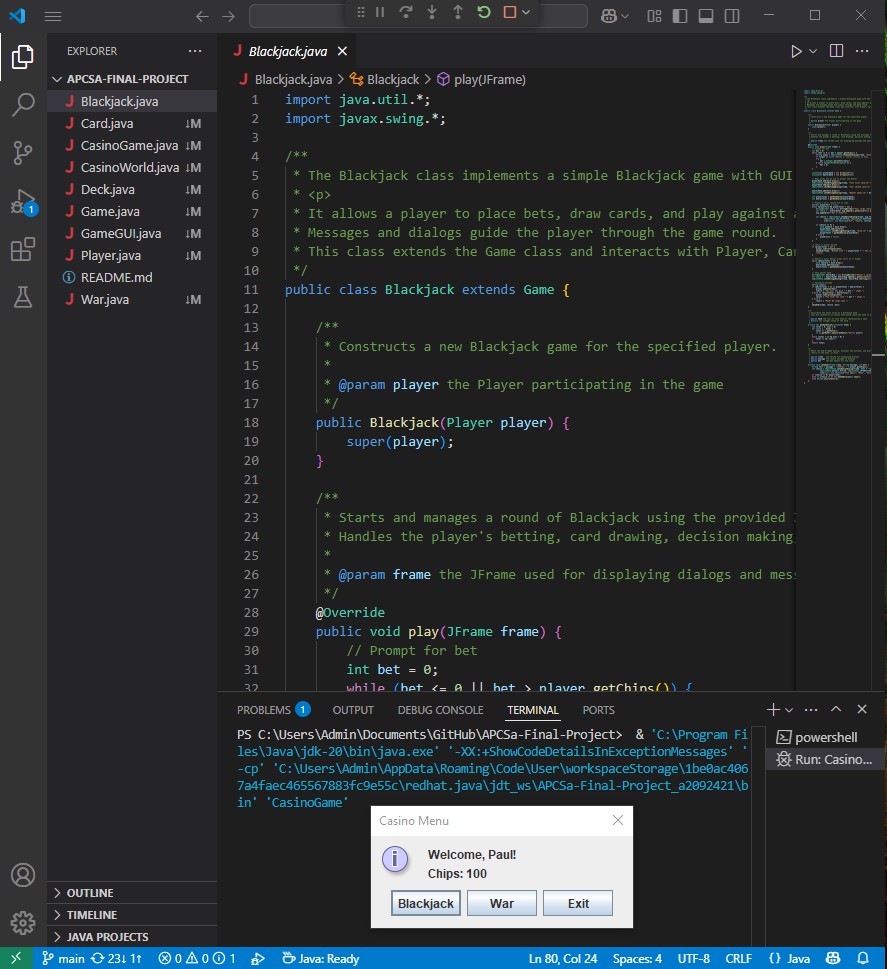 EXPLORER
APCSA-FINAL-PROJECT
J Blackjack.java
J Card.java ↓M
J CasinoGame.java ↓M
J CasinoWorld.java ↓M
J Deck.java ↓M
J Game.java ↓M
J GameGUI.java ↓M
J Player.java ↓M
README.md
J War.java ↓M
1
OUTLINE
TIMELINE
JAVA PROJECTS
J Blackjack.java
J Blackjack.java > Blackjack > play(JFrame)
1 import java.util.*;
2 import javax.swing.*;
3
4 /**
5 * The Blackjack class implements a simple Blackjack game with GUI
6 * <p>
7 * It allows a player to place bets, draw cards, and play against
8 * Messages and dialogs guide the player through the game round.
9 * This class extends the Game class and interacts with Player,
10 */
11 public class Blackjack extends Game {
12
13 /**
14 * Constructs a new Blackjack game for the specified player.
15 *
16 * @param player the Player participating in the game
17 */
18 public Blackjack(Player player) {
19 super(player);
20 }
21
22 /**
23 * Starts and manages a round of Blackjack using the provided
24 * Handles the player's betting, card drawing, decision making,
25 *
26 * @param frame the JFrame used for displaying dialogs and mes
27 */
28 @Override
29 public void play(JFrame frame) {
30 // Prompt for bet
31 int bet = 0;
32 while (bet <= 0 || bet > player.getChips()) {
PROBLEMS 1 OUTPUT DEBUG CONSOLE TERMINAL PORTS
PS C:\Users\Admin\Documents\GitHub\APCSa-Final-Project> & 'C:\Program Fi
les\Java\jdk-20\bin\java.exe' '-XX:+ShowCodeDetailsInExceptionMessages' '
-cp' 'C:\Users\Admin\AppData\Roaming\Code\User\workspaceStorage\1be0ac406
7a4faec465567883fc9e55c\redhat.java\jdt_ws\APCSa-Final-Project_a2092421\b
in' 'CasinoGame'
powershell
Run: Casino...
Casino Menu
Welcome, Paul!
Chips: 100
Blackjack War Exit
main 23↓ 1↑ 0 0 1 Java: Ready Ln 80, Col 24 Spaces: 4 UTF-8 CRLF {} Java